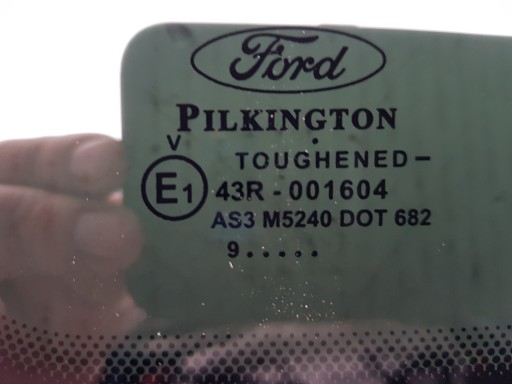 Ford
PILKINGTON
V
TOUGHENED –
E1 43R - 001604
AS3 M5240 DOT 682
9.....